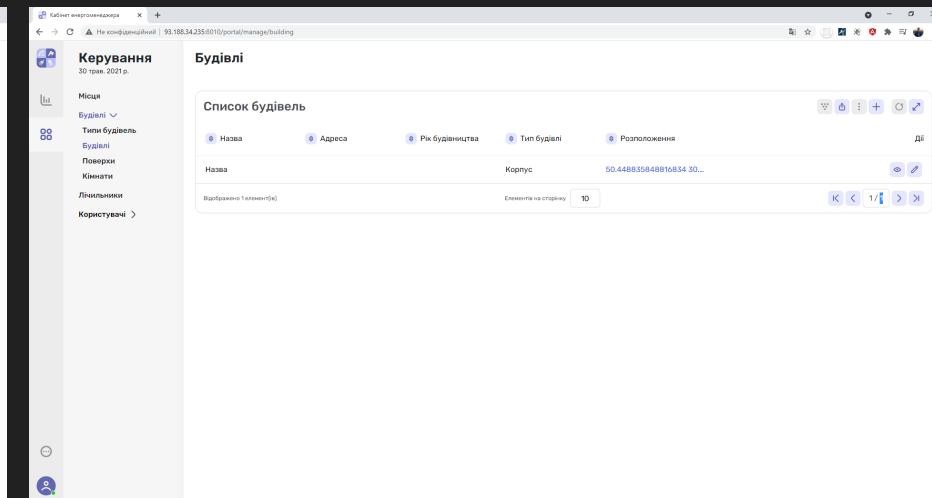 Кабінет енергоменеджера
Не конфіденційний | 93.188.34.235:8010/portal/manage/building
Керування
30 трав. 2021 р.
Місця
Будівлі
Типи будівель
Будівлі
Поверхи
Кімнати
Лічильники
Користувачі
Будівлі
Список будівель
Назва Адреса Рік будівництва Тип будівлі Розположення Дії
Назва Корпус 50.448835848816834 30...
Відображено 1 елемент(ів) Елементів на сторінку 10 1 /